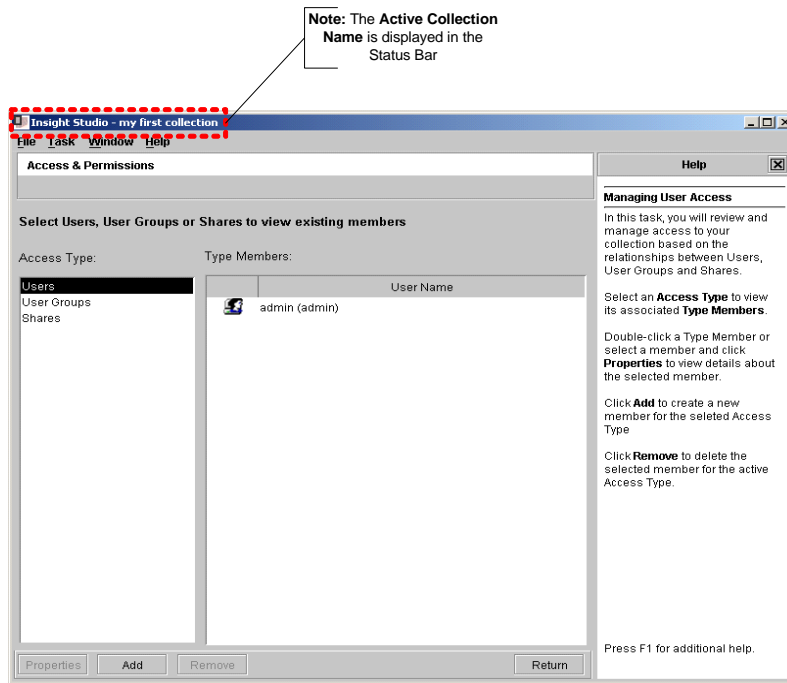 Note: The Active Collection
Name is displayed in the
Status Bar
Insight Studio - my first collection
File Task Window Help
Access & Permissions
Select Users, User Groups or Shares to view existing members
Access Type:
Users
User Groups
Shares
Type Members:
User Name
admin (admin)
Properties
Add
Remove
Return
Help
Managing User Access
In this task, you will review and
manage access to your
collection based on the
relationships between Users,
User Groups and Shares.
Select an Access Type to view
its associated Type Members.
Double-click a Type Member or
select a member and click
Properties to view details about
the selected member.
Click Add to create a new
member for the seleted Access
Type
Click Remove to delete the
selected member for the active
Access Type.
Press F1 for additional help.